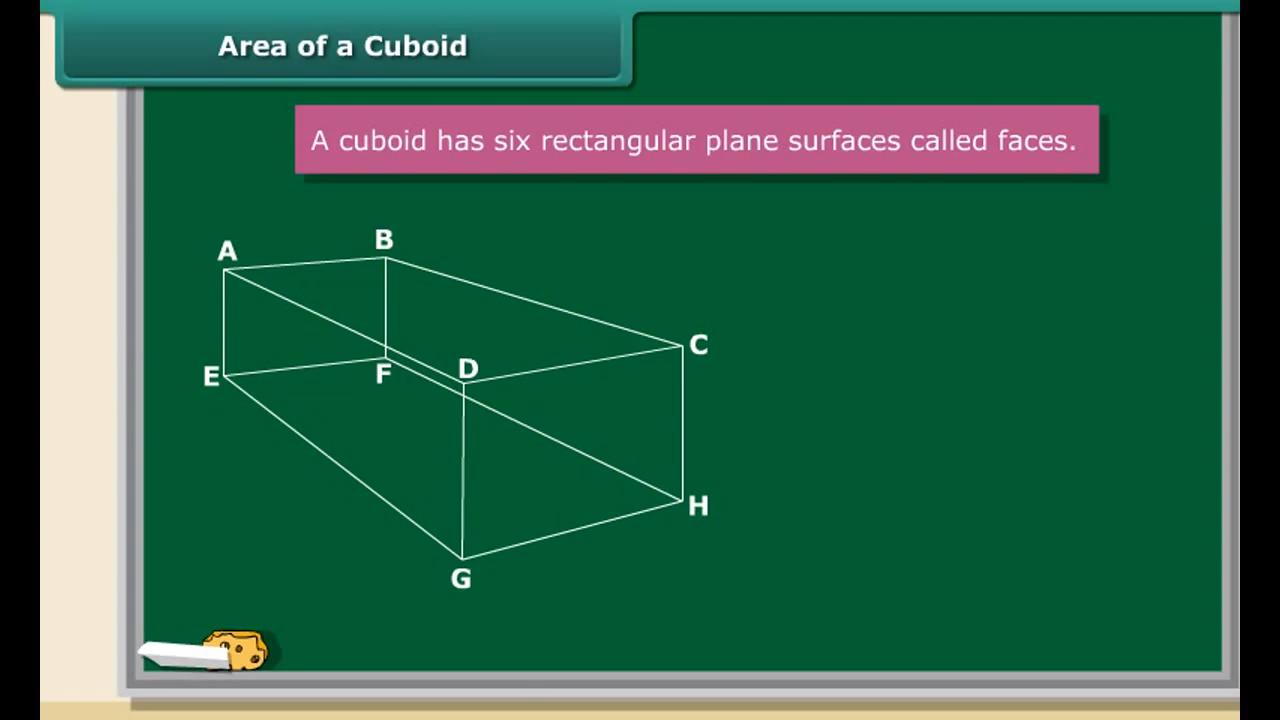 Area of a Cuboid
A cuboid has six rectangular plane surfaces called faces.
A
B
C
D
E
F
G
H